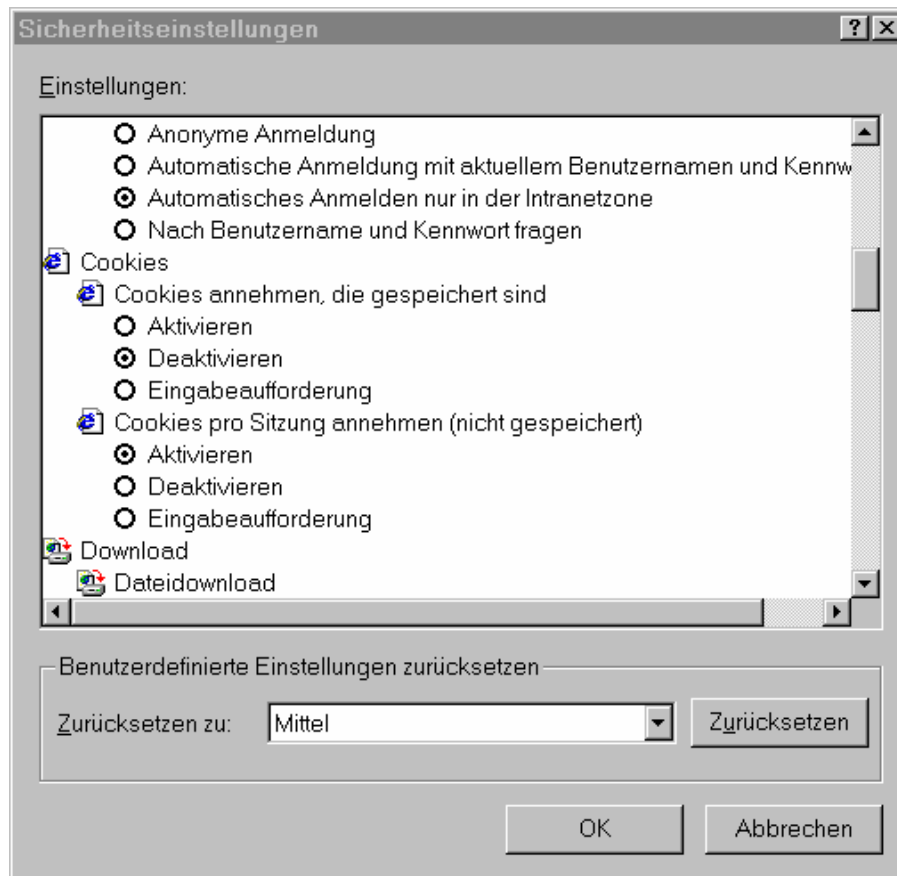 Sicherheitseinstellungen
Einstellungen:
Anonyme Anmeldung
Automatische Anmeldung mit aktuellem Benutzernamen und Kennw
Automatisches Anmelden nur in der Intranetzone
Nach Benutzername und Kennwort fragen
Cookies
Cookies annehmen, die gespeichert sind
Aktivieren
Deaktivieren
Eingabeaufforderung
Cookies pro Sitzung annehmen (nicht gespeichert)
Aktivieren
Deaktivieren
Eingabeaufforderung
Download
Dateidownload
Benutzerdefinierte Einstellungen zurücksetzen
Zurücksetzen zu: Mittel Zurücksetzen
OK Abbrechen